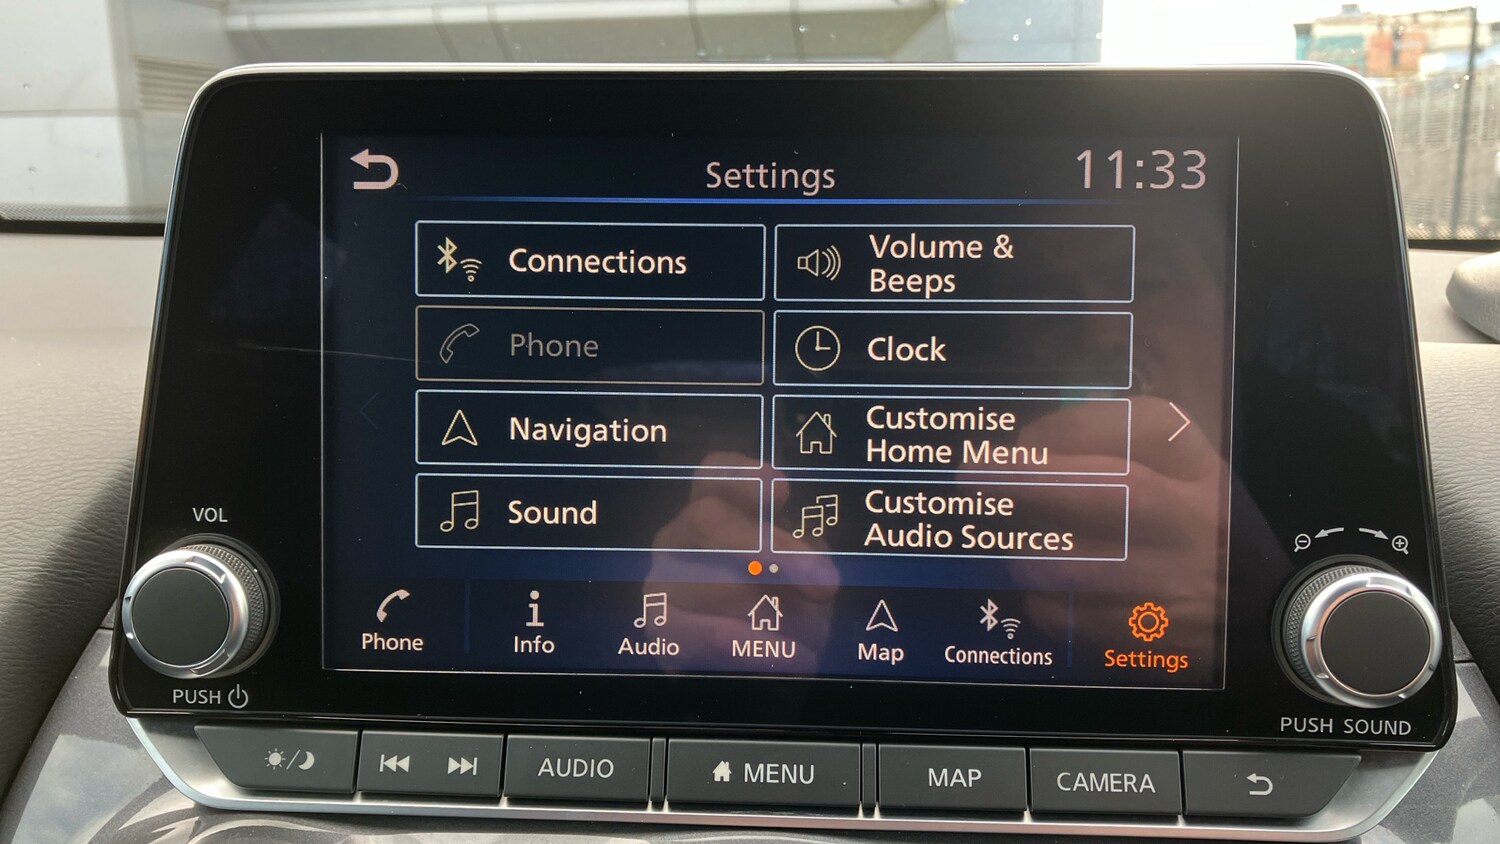 Settings
11:33
Connections
Volume &
Beeps
Phone
Clock
Navigation
Customise
Home Menu
Sound
Customise
Audio Sources
Phone
Info
Audio
MENU
Map
Connections
Settings
VOL
PUSH
PUSH SOUND
AUDIO
MENU
MAP
CAMERA